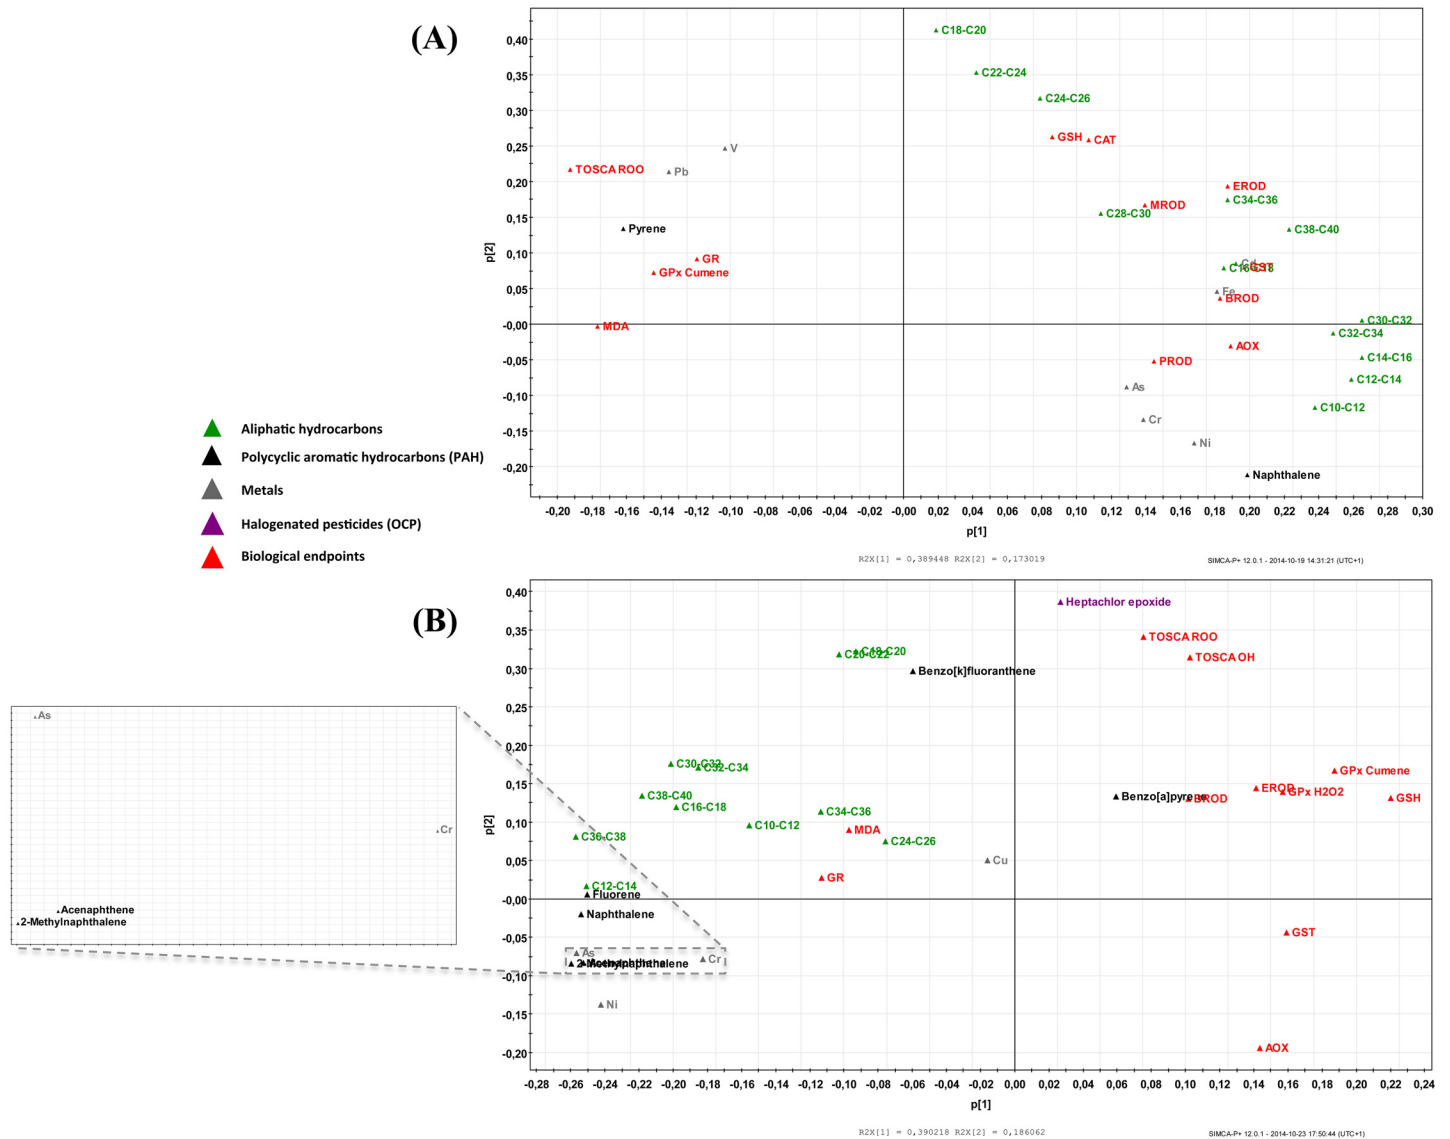 (A)
p[2]
0,40
0,35
0,30
0,25
0,20
0,15
0,10
0,05
-0,00
-0,05
-0,10
-0,15
-0,20
C18-C20
C22-C24
C24-C26
GSH
CAT
V
TOSCA ROO
Pb
EROD
C34-C36
MROD
C28-C30
Pyrene
C38-C40
GR
GPx Cumene
Cd
GST
C16-C18
Fe
BROD
MDA
C30-C32
C32-C34
AOX
C14-C16
PROD
C12-C14
As
C10-C12
Cr
Ni
Naphthalene
-0,20 -0,18 -0,16 -0,14 -0,12 -0,10 -0,08 -0,06 -0,04 -0,02 0,00 0,02 0,04 0,06 0,08 0,10 0,12 0,14 0,16 0,18 0,20 0,22 0,24 0,26 0,28 0,30
p[1]
R2X[1] = 0,389448 R2X[2] = 0,173019
SIMCA-P+ 12.0.1 - 2014-10-19 14:31:21 (UTC+1)
Aliphatic hydrocarbons
Polycyclic aromatic hydrocarbons (PAH)
Metals
Halogenated pesticides (OCP)
Biological endpoints
(B)
p[2]
0,40
0,35
0,30
0,25
0,20
0,15
0,10
0,05
-0,00
-0,05
-0,10
-0,15
-0,20
Heptachlor epoxide
TOSCA ROO
TOSCA OH
C18-C20
C20-C22
Benzo[k]fluoranthene
C30-C32
C32-C34
GPx Cumene
C38-C40
EROD
GPx H2O2
Benzo[a]pyrene
BROD
GSH
C16-C18
C34-C36
C10-C12
MDA
C36-C38
C24-C26
Cu
GR
C12-C14
Fluorene
Naphthalene
GST
As
Cr
2-Methylnaphthalene
Acenaphthene
Ni
AOX
As
Cr
Acenaphthene
2-Methylnaphthalene
-0,28 -0,26 -0,24 -0,22 -0,20 -0,18 -0,16 -0,14 -0,12 -0,10 -0,08 -0,06 -0,04 -0,02 0,00 0,02 0,04 0,06 0,08 0,10 0,12 0,14 0,16 0,18 0,20 0,22 0,24
p[1]
R2X[1] = 0,390218 R2X[2] = 0,186062
SIMCA-P+ 12.0.1 - 2014-10-23 17:50:44 (UTC+1)